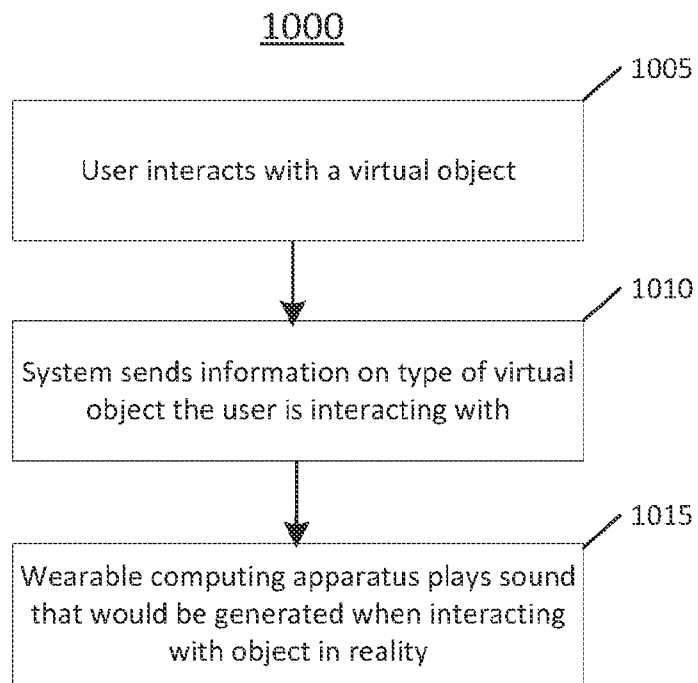 1000
1005
User interacts with a virtual object
1010
System sends information on type of virtual
object the user is interacting with
1015
Wearable computing apparatus plays sound
that would be generated when interacting
with object in reality